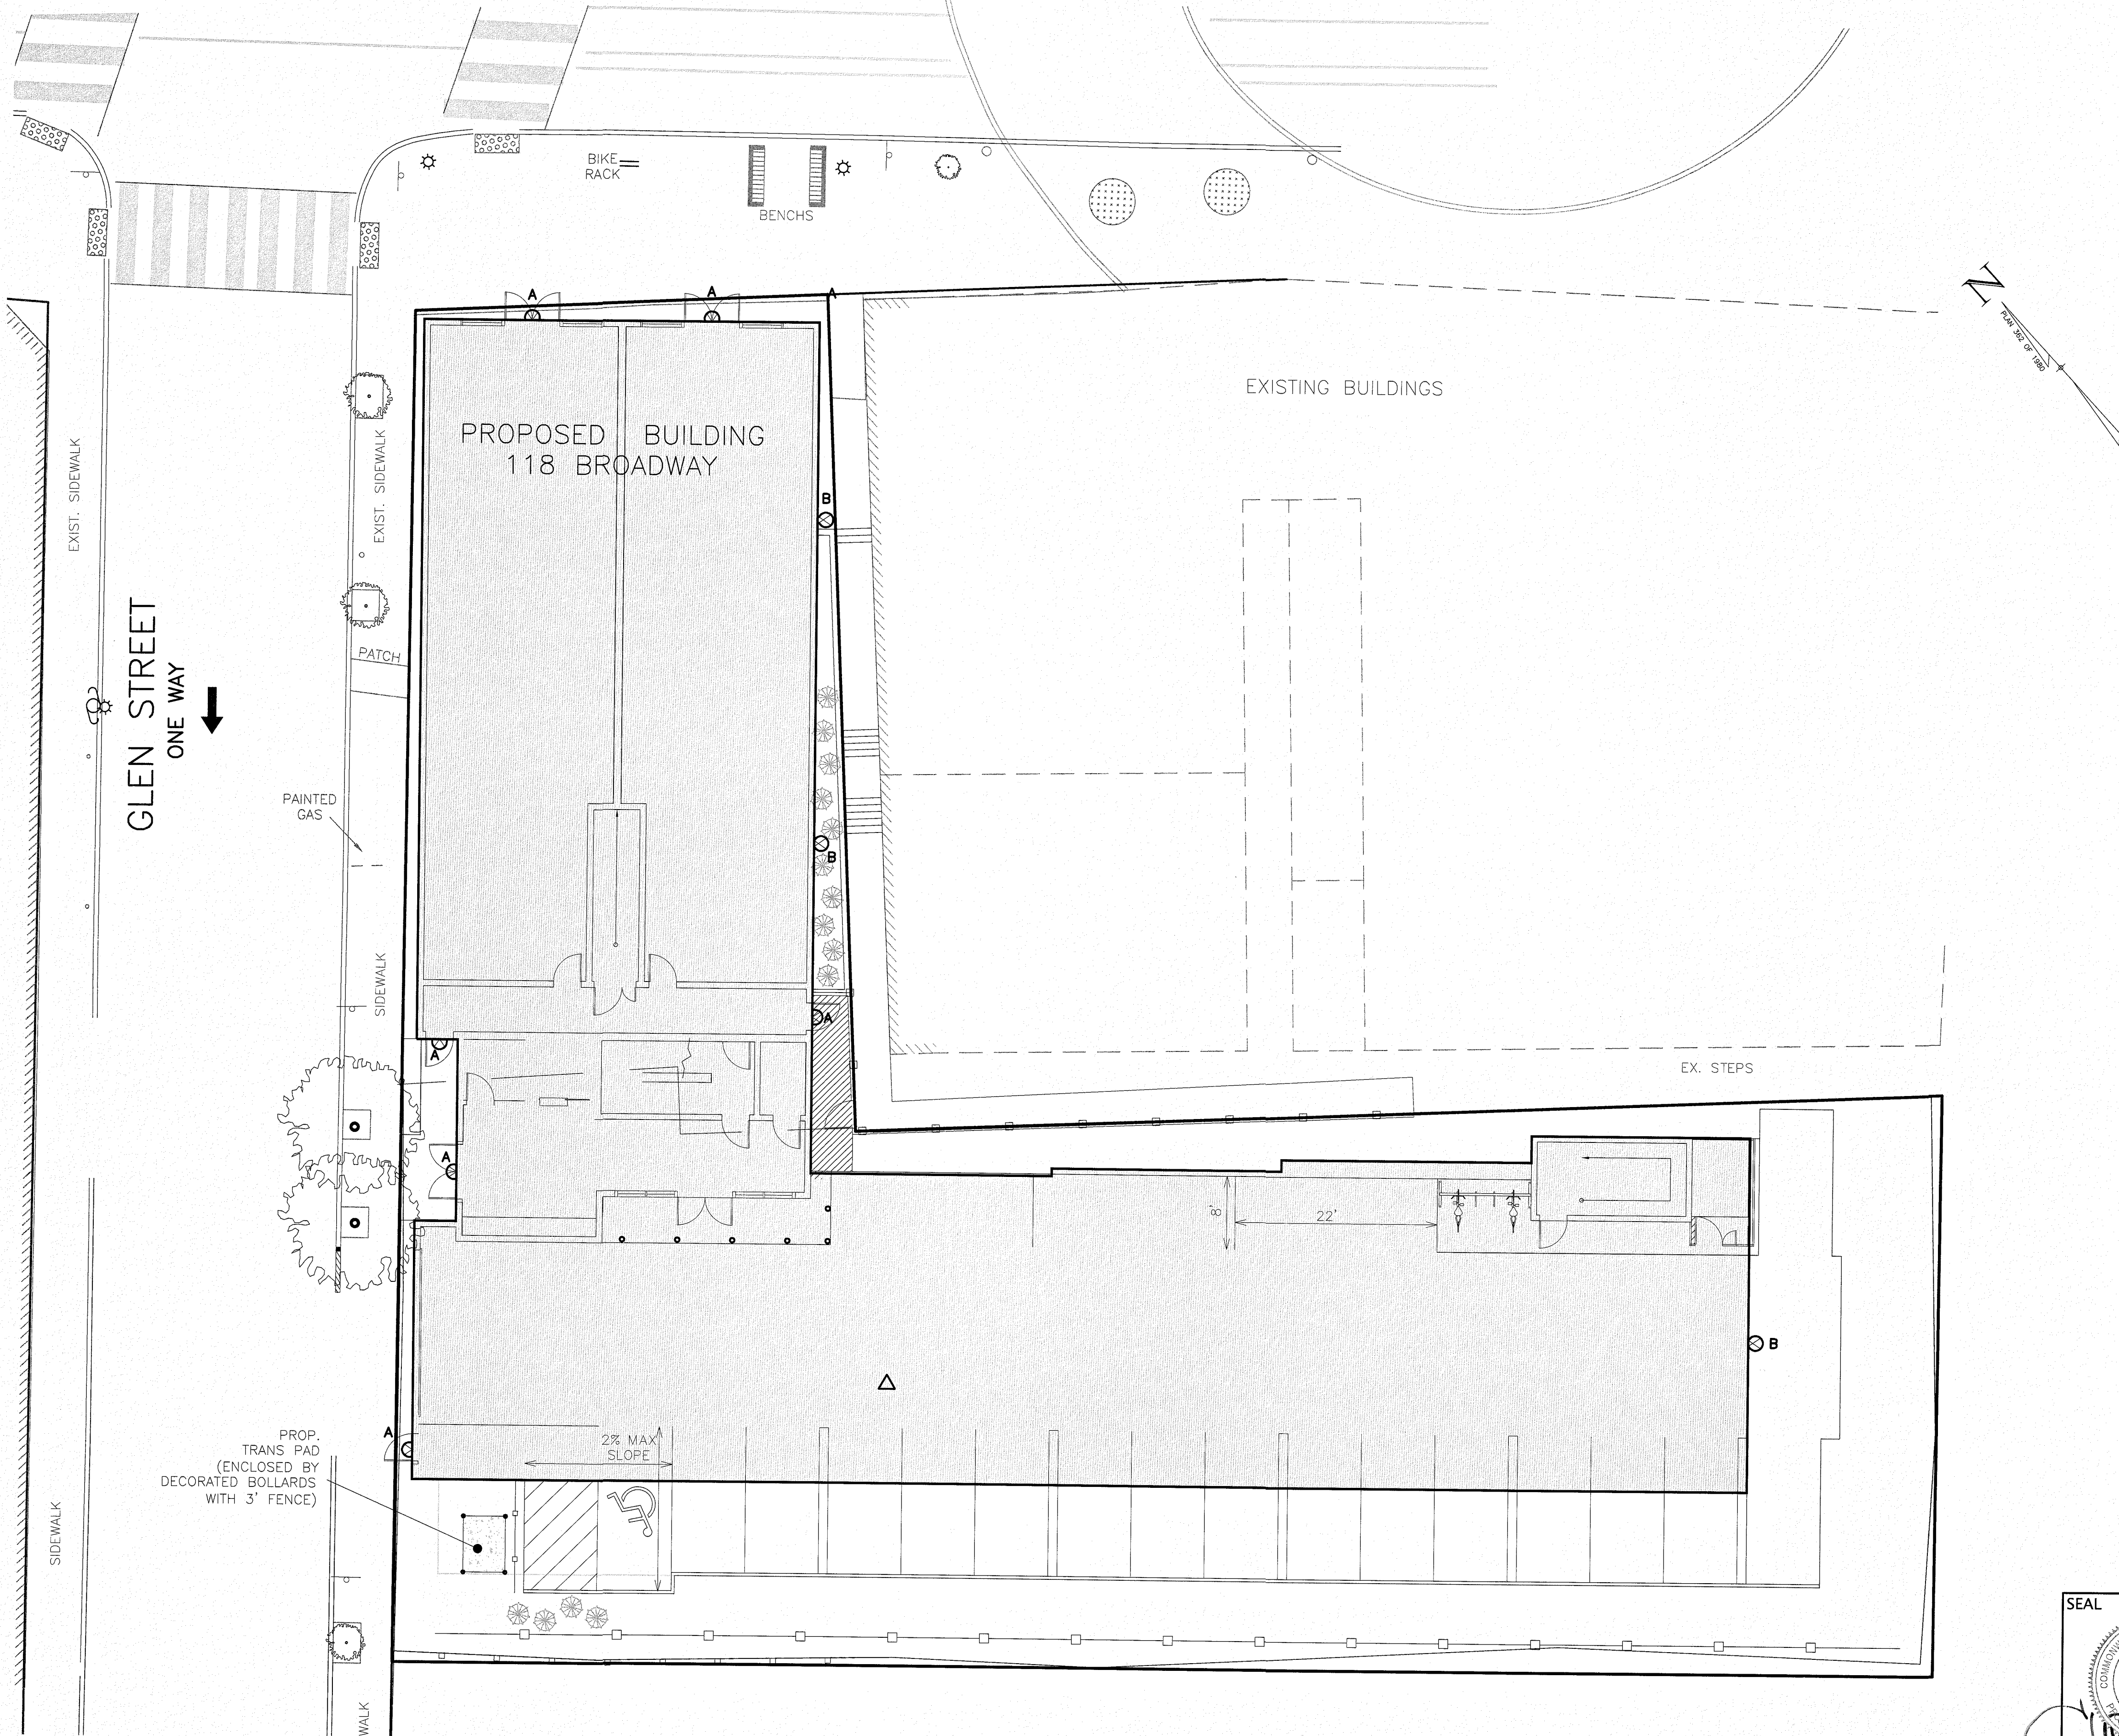 BIKE
RACK
BENCHS
N
PLAN 362 OF 1980
A
A
A
EXISTING BUILDINGS
PROPOSED BUILDING
118 BROADWAY
EXIST. SIDEWALK
EXIST. SIDEWALK
B
GLEN STREET
ONE WAY
PATCH
PAINTED
GAS
B
SIDEWALK
A
A
EX. STEPS
A
8'
22'
B
A
2% MAX
SLOPE
PROP.
TRANS PAD
(ENCLOSED BY
DECORATED BOLLARDS
WITH 3' FENCE)
SIDEWALK
WALK
SEAL